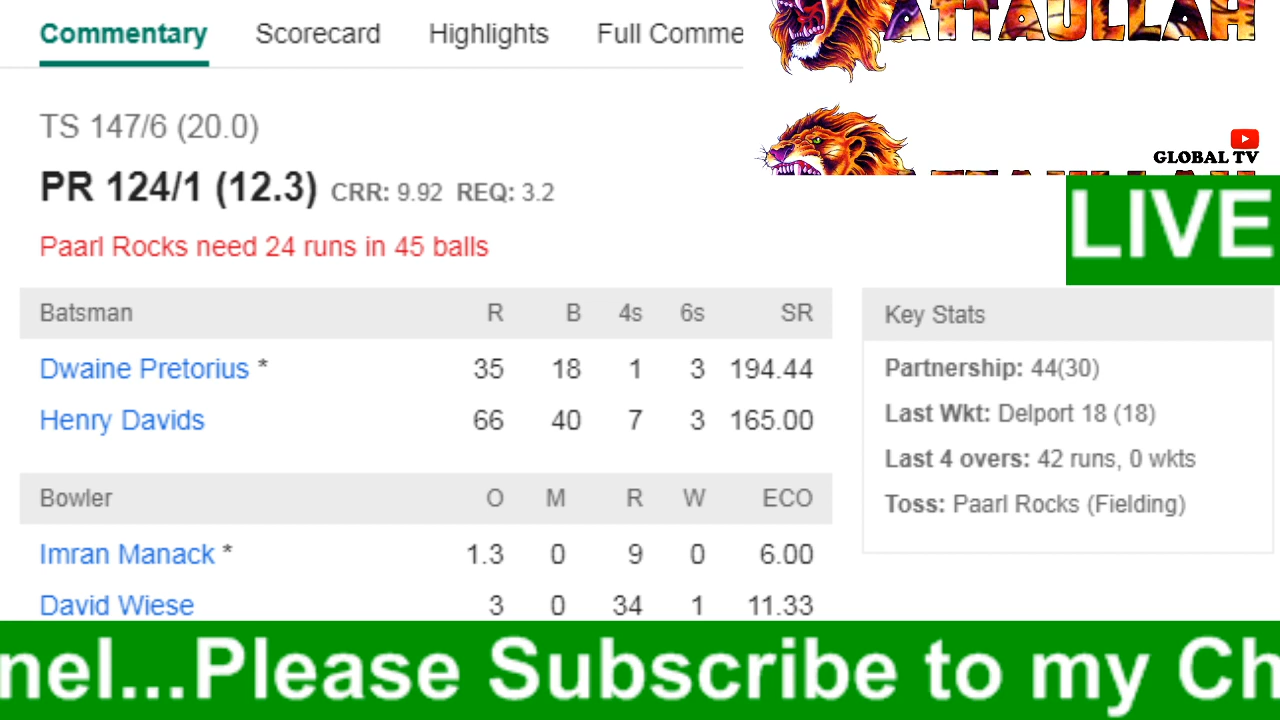 Commentary Scorecard Highlights Full Comme
ATTAULLAH
TS 147/6 (20.0)
GLOBAL TV
PR 124/1 (12.3) CRR: 9.92 REQ: 3.2
LIVE
Paarl Rocks need 24 runs in 45 balls
Batsman R B 4s 6s SR
Dwaine Pretorius * 35 18 1 3 194.44
Henry Davids 66 40 7 3 165.00
Key Stats
Partnership: 44(30)
Last Wkt: Delport 18 (18)
Last 4 overs: 42 runs, 0 wkts
Toss: Paarl Rocks (Fielding)
Bowler O M R W ECO
Imran Manack * 1.3 0 9 0 6.00
David Wiese 3 0 34 1 11.33
nel...Please Subscribe to my Ch